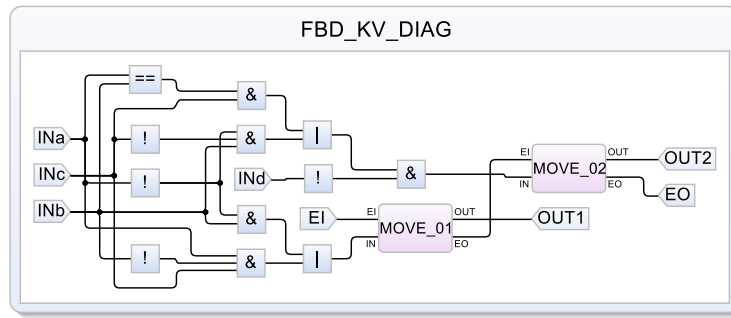 FBD_KV_DIAG
==
&
INa
!
&
|
EI
OUT
INc
MOVE_02
OUT2
!
INd
!
&
IN
EO
EO
INb
&
EI
EI
OUT
OUT1
MOVE_01
IN
EO
!
&
|